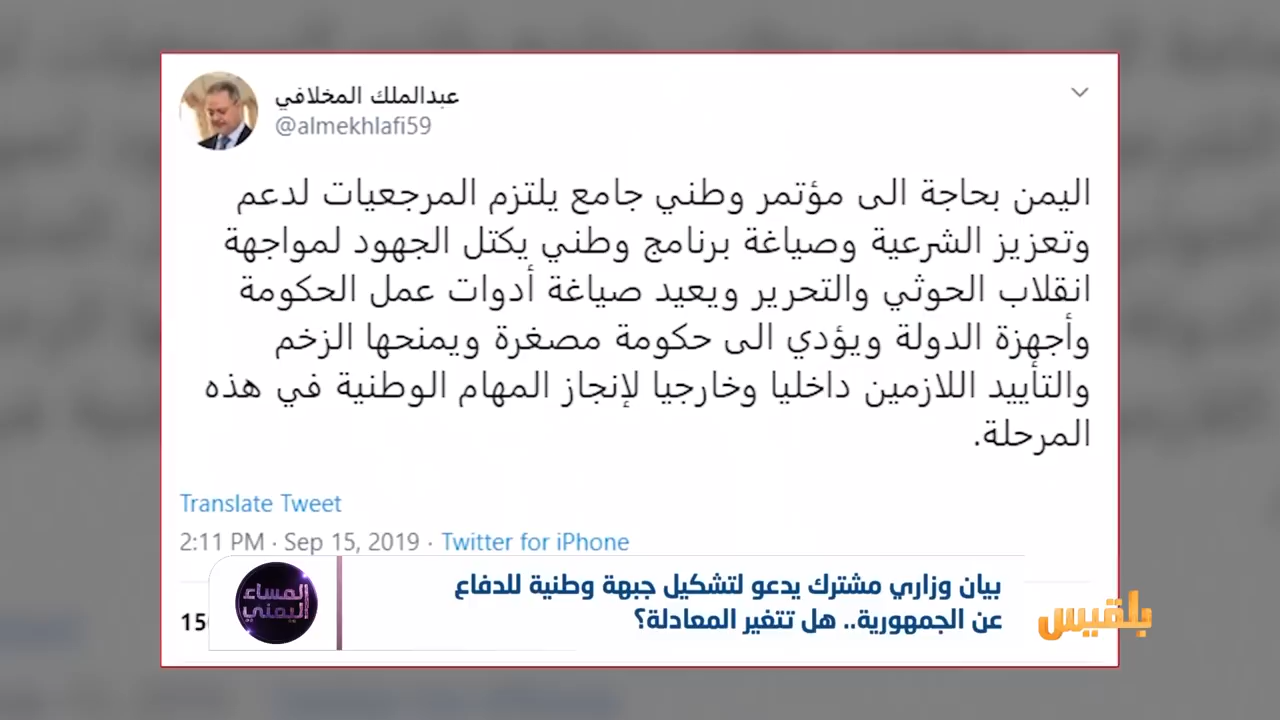 عبدالملك المخلافي
@almekhlafi59
اليمن بحاجة الى مؤتمر وطني جامع يلتزم المرجعيات لدعم
وتعزيز الشرعية وصياغة برنامج وطني يكتل الجهود لمواجهة
انقلاب الحوثي والتحرير ويعيد صياغة أدوات عمل الحكومة
وأجهزة الدولة ويؤدي الى حكومة مصغرة ويمنحها الزخم
والتأييد اللازمين داخليا وخارجيا لإنجاز المهام الوطنية في هذه
المرحلة.
Translate Tweet
2:11 PM · Sep 15, 2019 · Twitter for iPhone
بيان وزاري مشترك يدعو لتشكيل جبهة وطنية للدفاع
عن الجمهورية.. هل تتغير المعادلة؟
المساء
اليمني
بلقيس